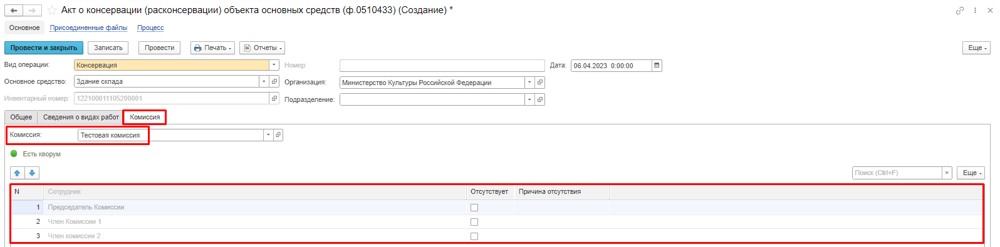 Акт о консервации (расконсервации) объекта основных средств (ф.0510433) (Создание) *
Основное Присоединенные файлы Процесс
Провести и закрыть Записать Провести Печать Отчеты Еще
Вид операции: Консервация Номер: Дата: 06.04.2023 0:00:00
Основное средство: Здание склада Организация: Министерство Культуры Российской Федерации
Инвентарный номер: 122100011105200001 Подразделение:
Общее Сведения о видах работ Комиссия
Комиссия: Тестовая комиссия
Есть кворум
Поиск (Ctrl+F) × Еще
N Сотрудник Отсутствует Причина отсутствия
1 Председатель Комиссии
2 Член Комиссии 1
3 Член комиссии 2